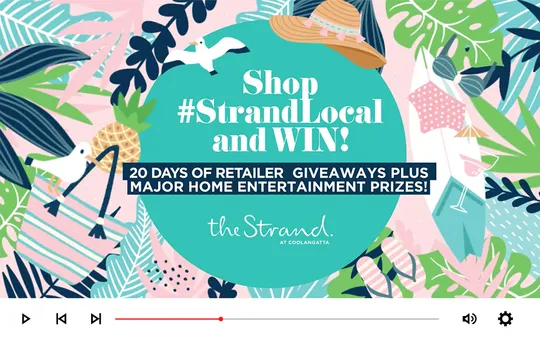 Shop
#StrandLocal
and WIN!
20 DAYS OF RETAILER GIVEAWAYS PLUS
MAJOR HOME ENTERTAINMENT PRIZES!
the Strand.
AT COOLANGATTA